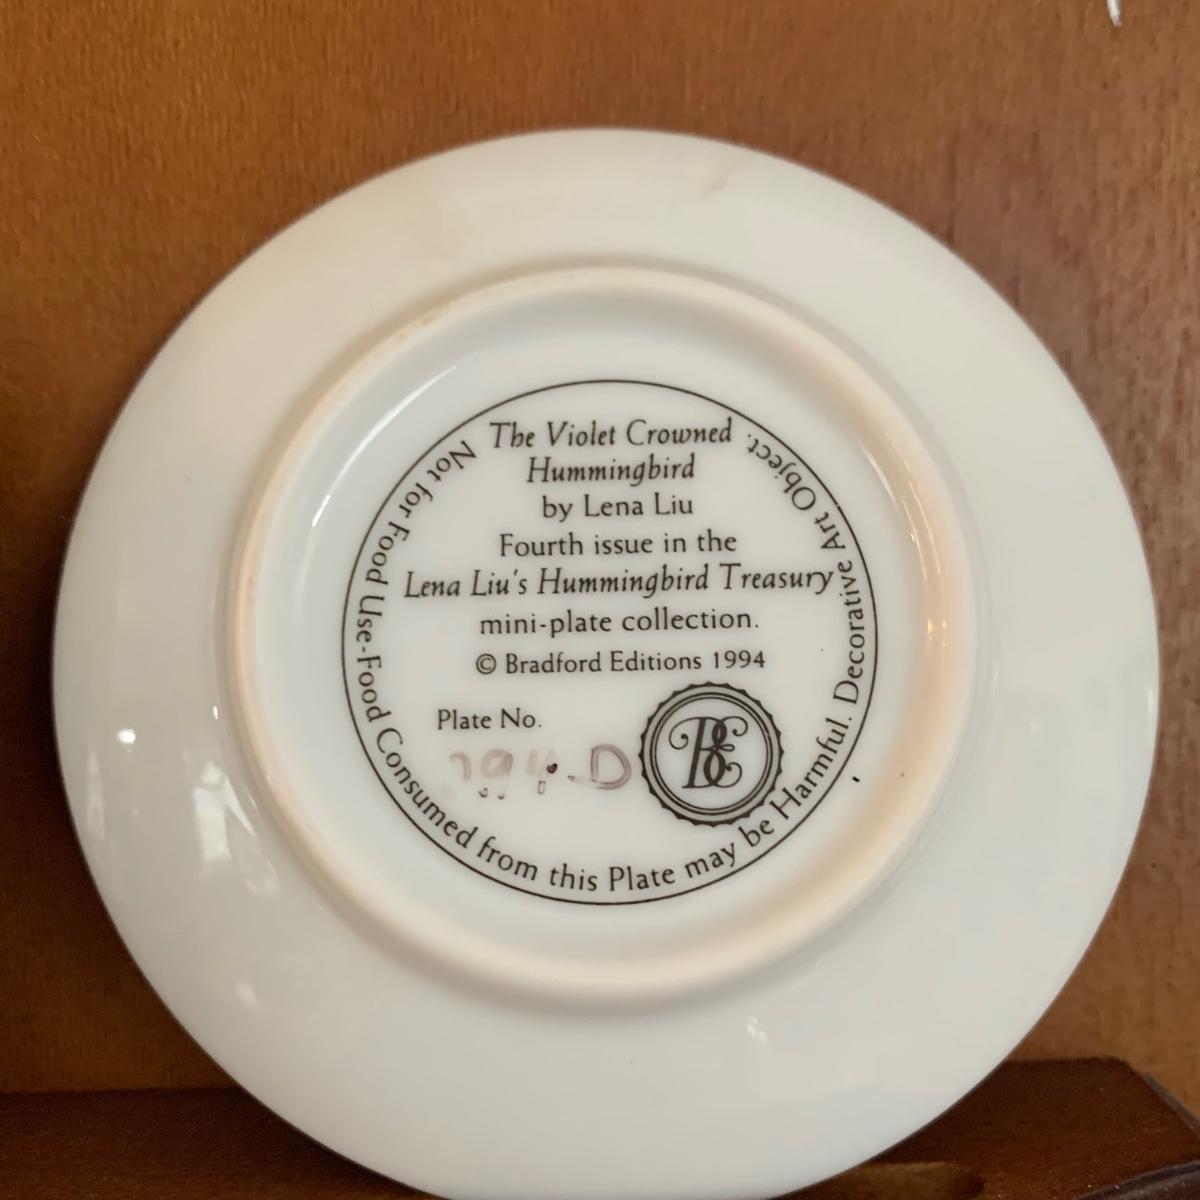 The Violet Crowned
Hummingbird
by Lena Liu
Fourth issue in the
Lena Liu's Hummingbird Treasury
mini-plate collection.
© Bradford Editions 1994
Plate No.
BE
Not for Food Use-Food Consumed from this Plate may be Harmful. Decorative Art Object.